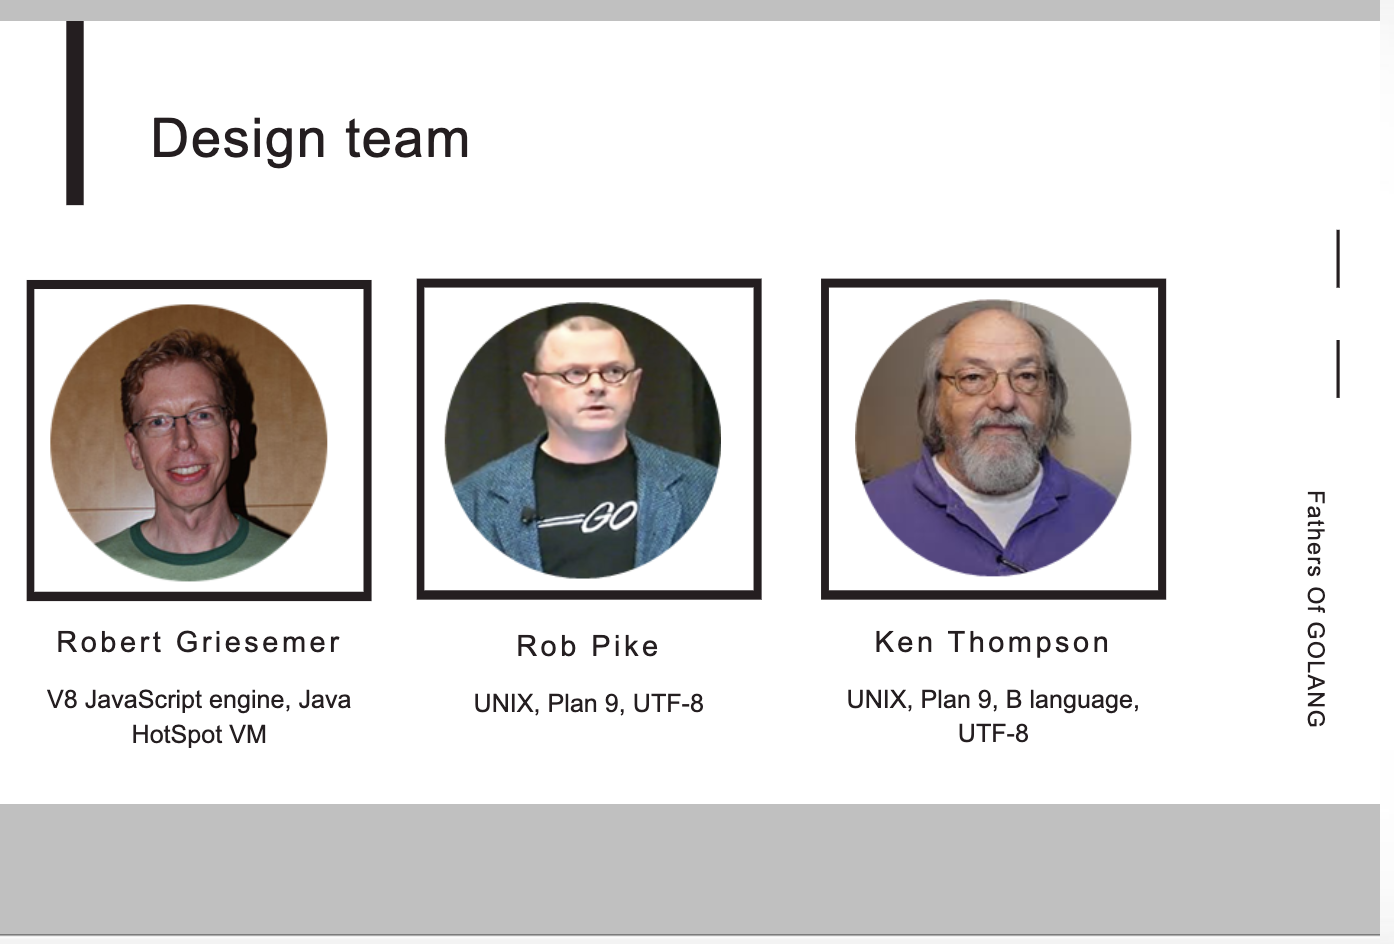 Design team
GO
Robert Griesemer
V8 JavaScript engine, Java
HotSpot VM
Rob Pike
UNIX, Plan 9, UTF-8
Ken Thompson
UNIX, Plan 9, B language,
UTF-8
Fathers Of GOLANG